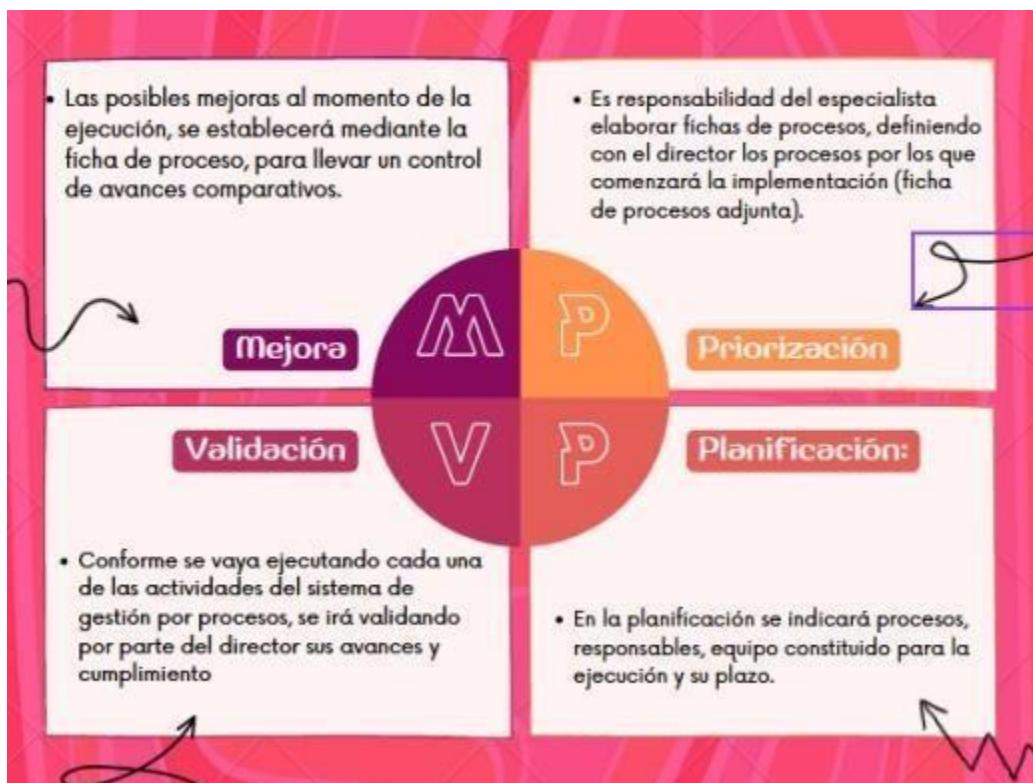 • Las posibles mejoras al momento de la
ejecución, se establecerá mediante la
ficha de proceso, para llevar un control
de avances comparativos.
Mejora
M
• Es responsabilidad del especialista
elaborar fichas de procesos, definiendo
con el director los procesos por los que
comenzará la implementación (ficha
de procesos adjunta).
P
Priorización
Validación
V
• Conforme se vaya ejecutando cada una
de las actividades del sistema de
gestión por procesos, se irá validando
por parte del director sus avances y
cumplimiento
P
Planificación:
• En la planificación se indicará procesos,
responsables, equipo constituido para la
ejecución y su plazo.